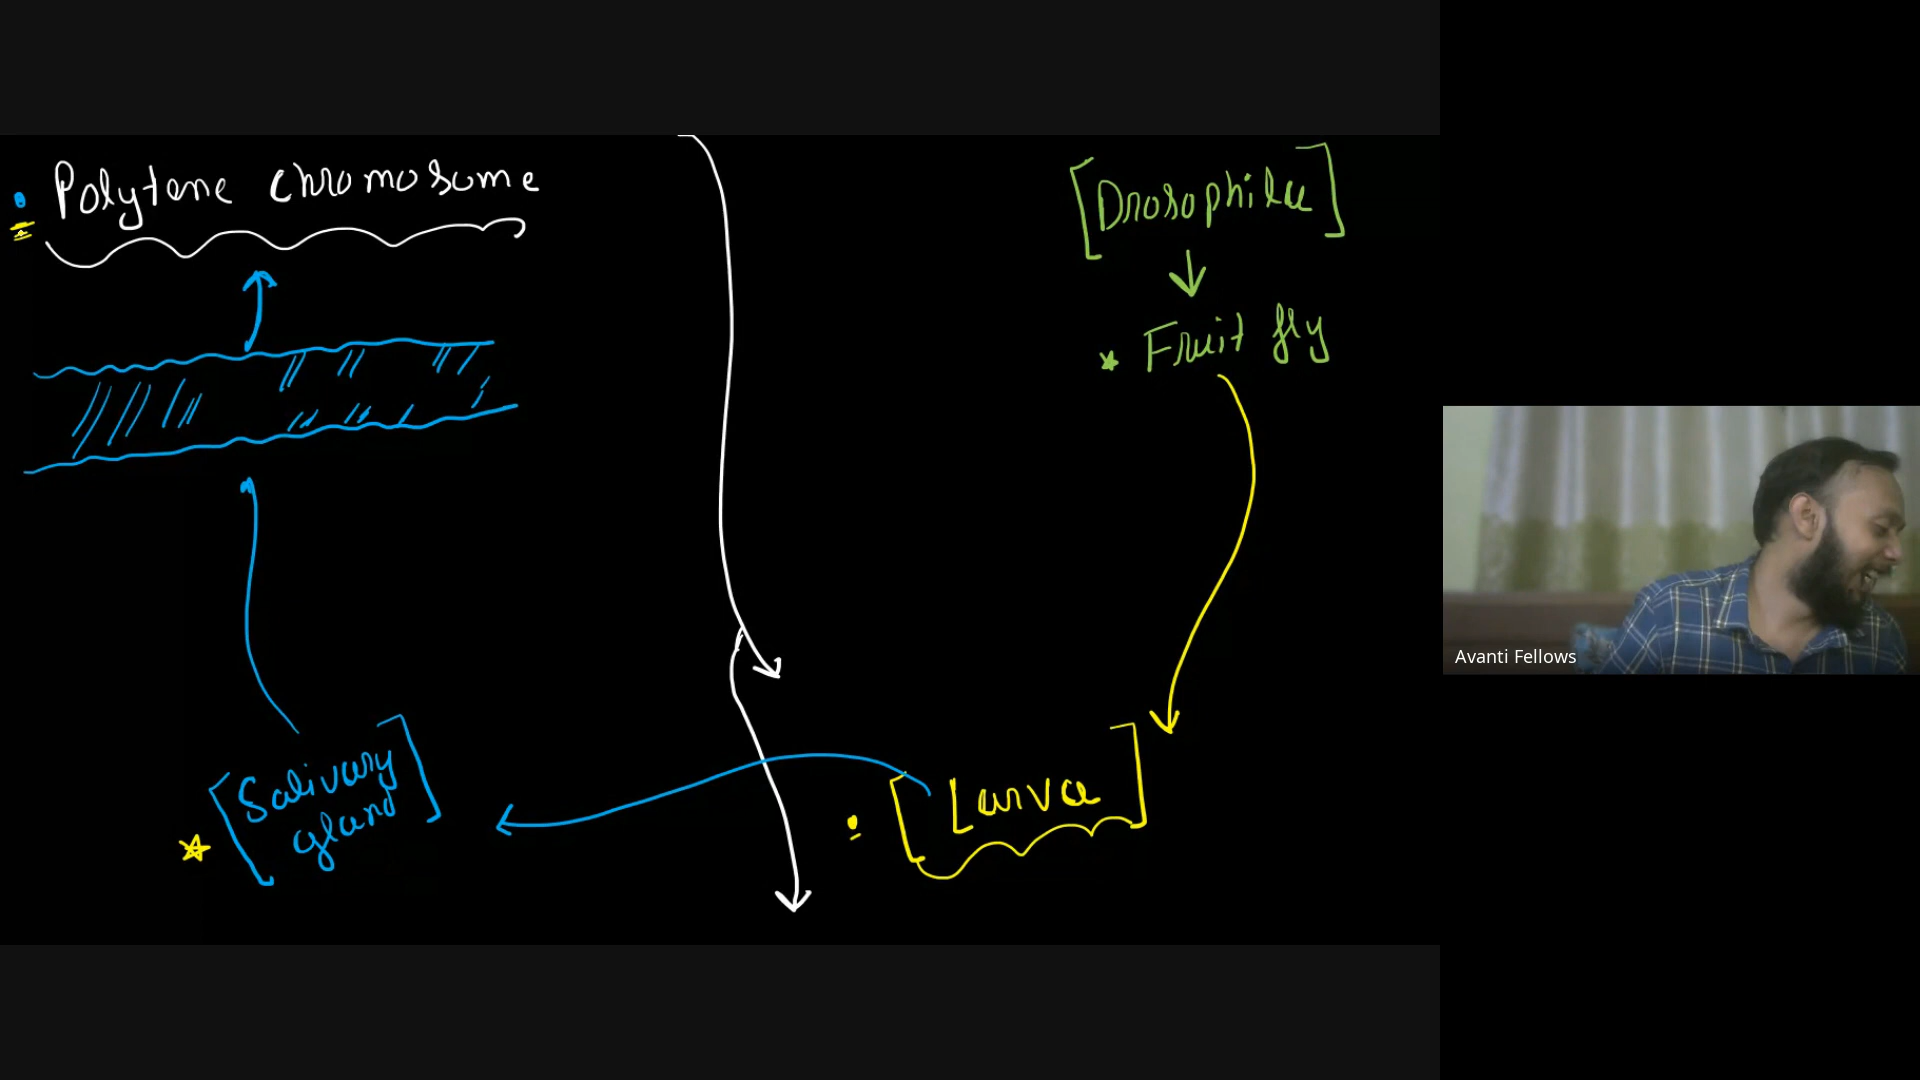 Polytene chromosome
[Drosophila]
Fruit fly
[Larva]
[Salivary
gland]
Avanti Fellows